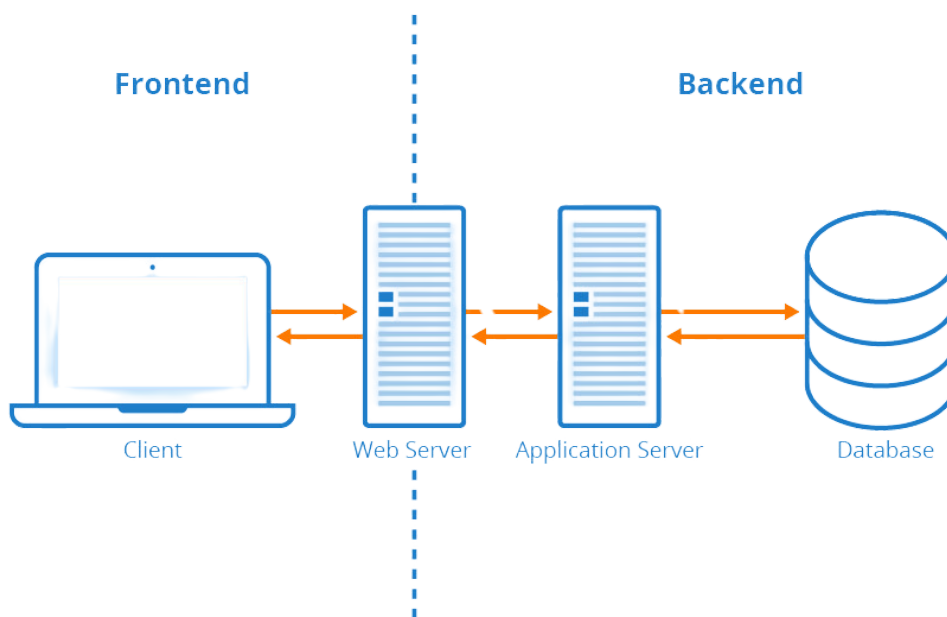 Frontend
Backend
Client
Web Server
Application Server
Database